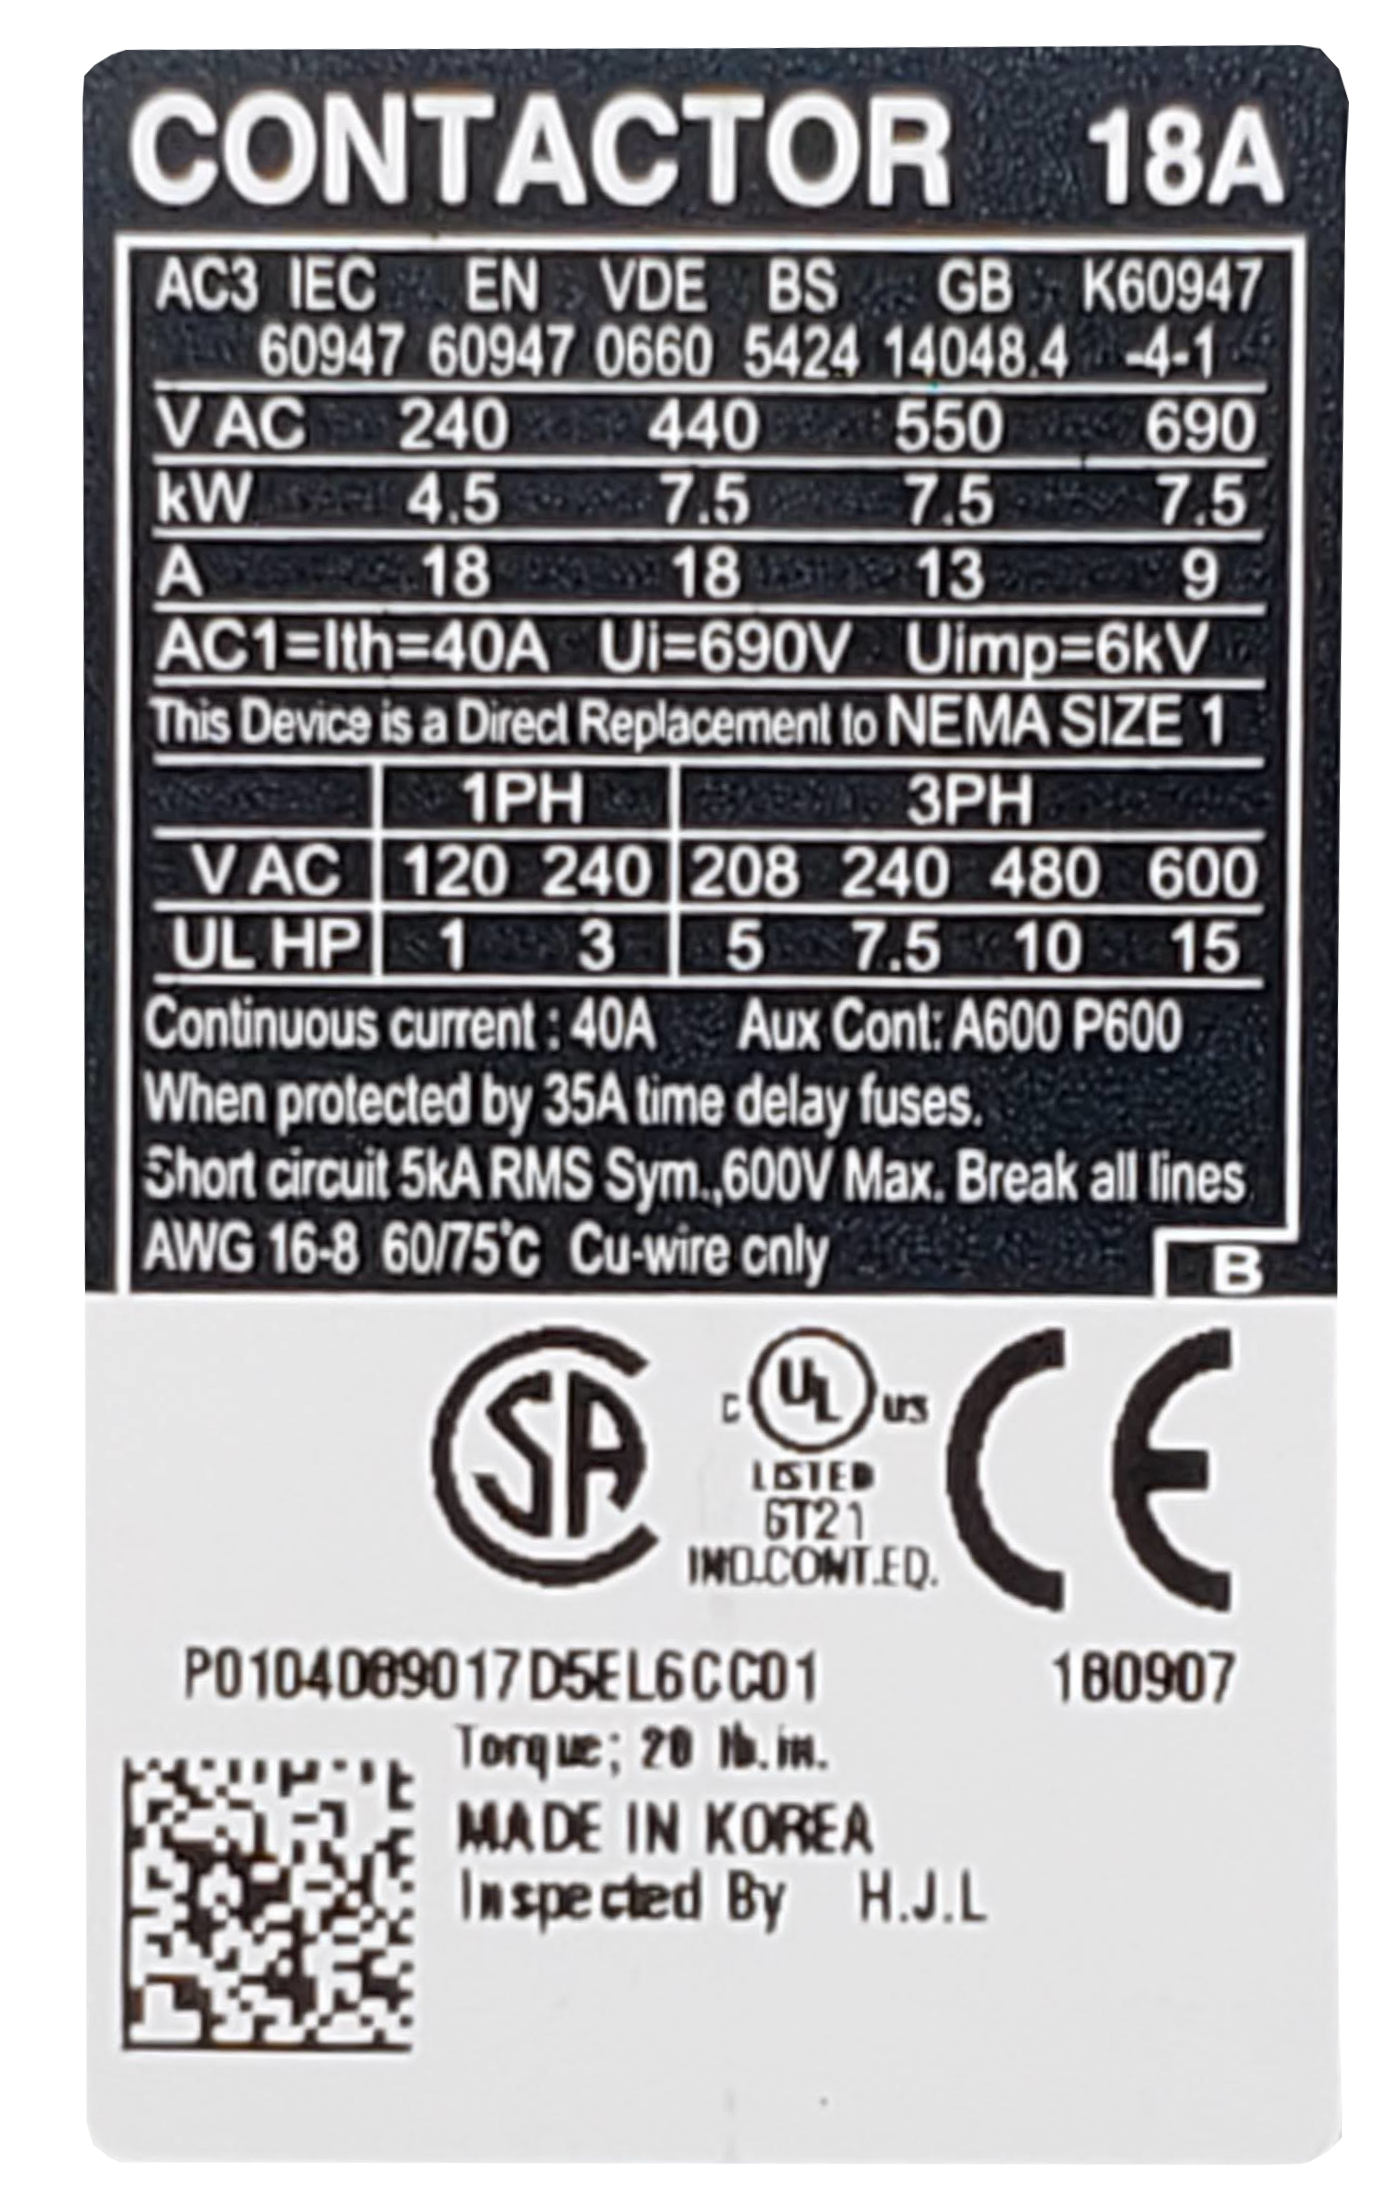 CONTACTOR 18A
AC3 IEC EN VDE BS GB K60947
60947 60947 0660 5424 14048.4 -4-1
V AC 240 440 550 690
kW 4.5 7.5 7.5 7.5
A 18 18 13 9
AC1=Ith=40A Ui=690V Uimp=6kV
This Device is a Direct Replacement to NEMA SIZE 1
1PH 3PH
V AC 120 240 208 240 480 600
UL HP 1 3 5 7.5 10 15
Continuous current : 40A Aux Cont: A600 P600
When protected by 35A time delay fuses.
Short circuit 5kA RMS Sym.,600V Max. Break all lines
AWG 16-8 60/75°C Cu-wire only
B
SA
C UL US
LISTED
6T21
IND.CONT.EQ.
CE
P0104089017D5EL6CC01 180907
Torque; 20 lb.in.
MADE IN KOREA
Inspected By H.J.L